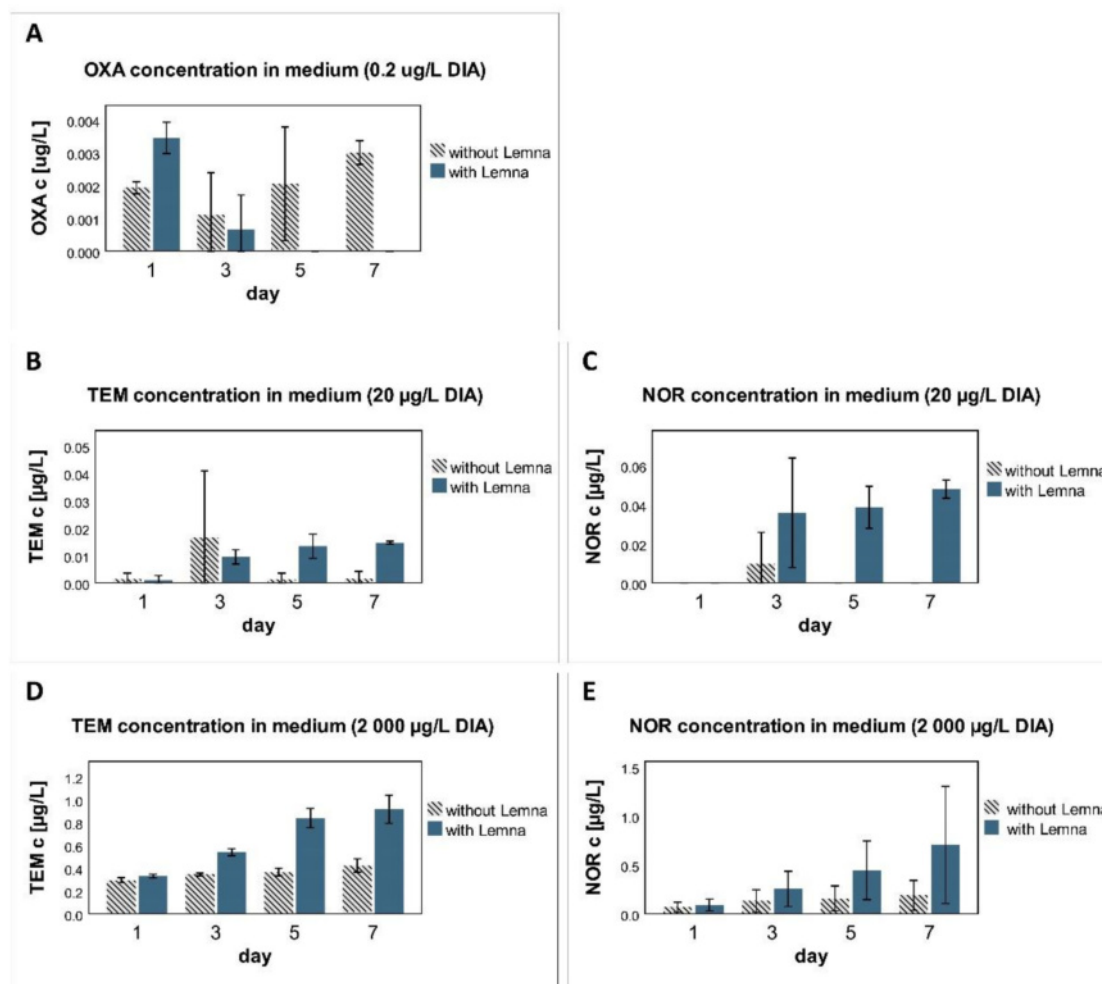 A
OXA concentration in medium (0.2 ug/L DIA)
OXA c [ug/L]
0.004
0.003
0.002
0.001
0.000
1 3 5 7
day
without Lemna
with Lemna
B
TEM concentration in medium (20 µg/L DIA)
TEM c [µg/L]
0.05
0.04
0.03
0.02
0.01
0.00
1 3 5 7
day
without Lemna
with Lemna
C
NOR concentration in medium (20 µg/L DIA)
NOR c [µg/L]
0.06
0.04
0.02
0.00
1 3 5 7
day
without Lemna
with Lemna
D
TEM concentration in medium (2 000 µg/L DIA)
TEM c [µg/L]
1.2
1.0
0.8
0.6
0.4
0.2
0.0
1 3 5 7
day
without Lemna
with Lemna
E
NOR concentration in medium (2 000 µg/L DIA)
NOR c [µg/L]
1.5
1.0
0.5
0.0
1 3 5 7
day
without Lemna
with Lemna